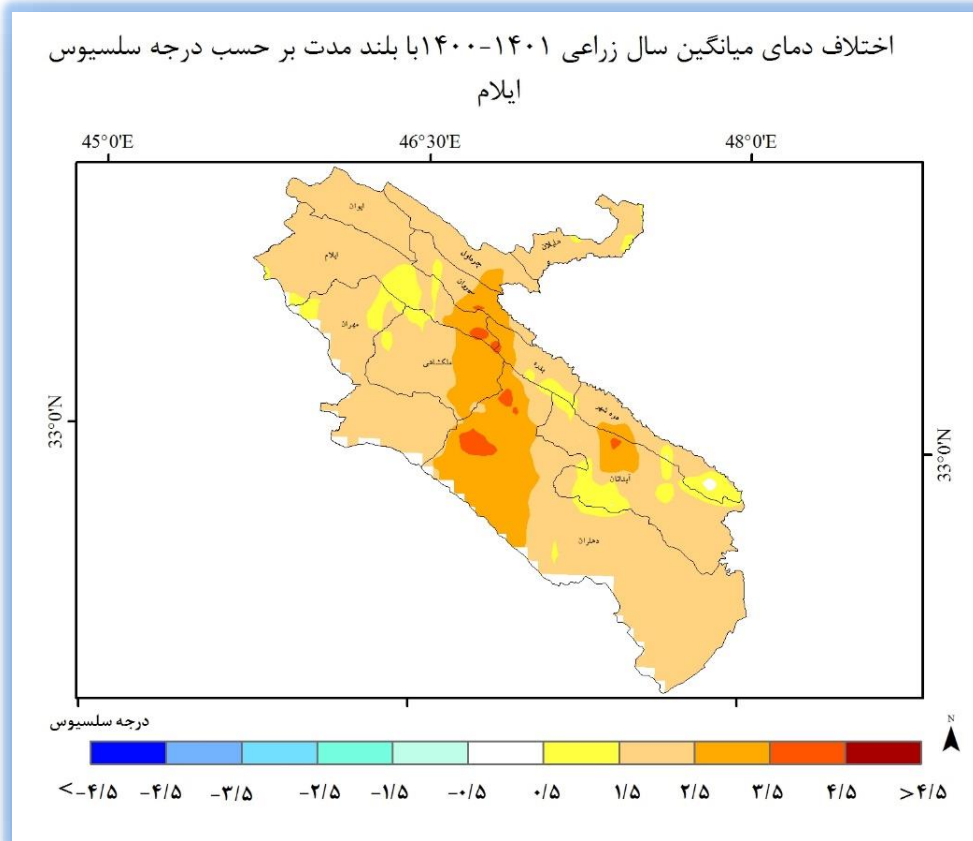 اختلاف دمای میانگین سال زراعی ۱۴۰۱-۱۴۰۰با بلند مدت بر حسب درجه سلسیوس
ایلام
45°0'E 46°30'E 48°0'E
ایوان
هلیلان
چرداول
ایلام
سیروان
مهران
ملکشاهی
بدره
دره شهر
33°0'N
33°0'N
آبدانان
دهلران
درجه سلسیوس
N
<-۴/۵ -۴/۵ -۳/۵ -۲/۵ -۱/۵ -۰/۵ ۰/۵ ۱/۵ ۲/۵ ۳/۵ ۴/۵ >۴/۵